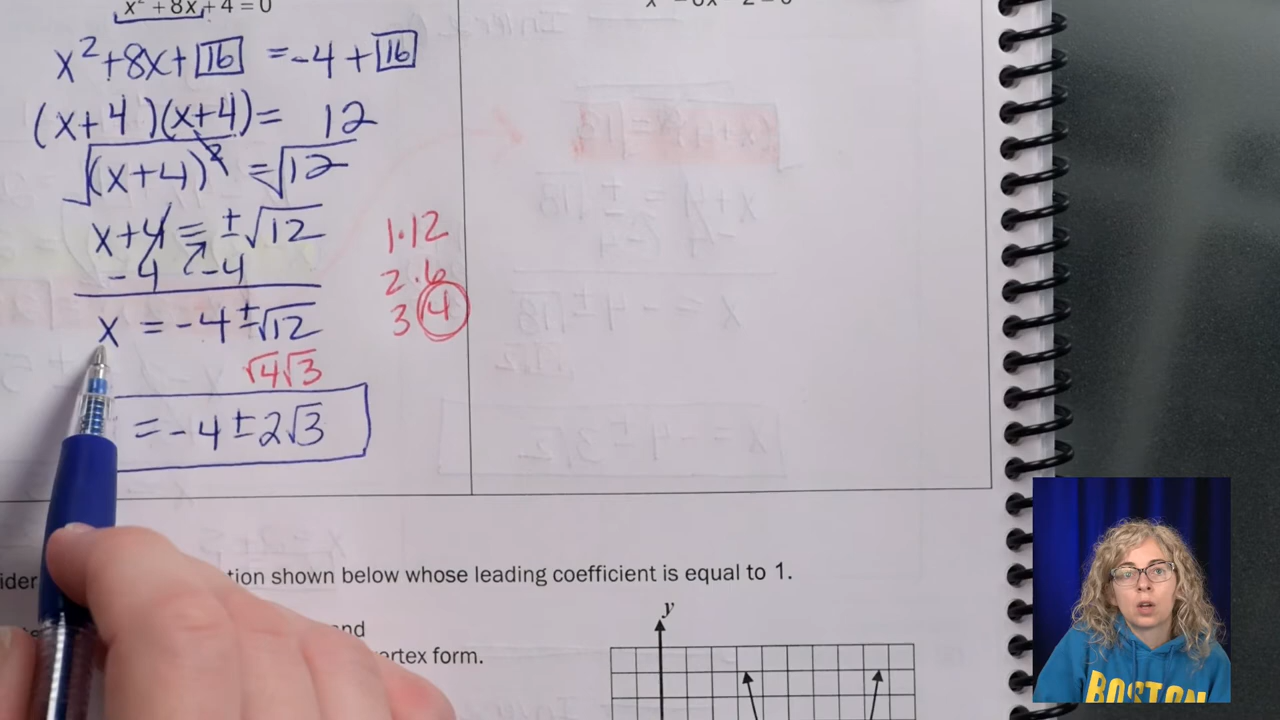 x² + 8x + 4 = 0
x²+8x+16 = -4+16
(x+4)(x+4)= 12
√(x+4)² = √12
x+4 = ±√12
-4 -4
x = -4 ± √12
√4√3
= -4 ± 2√3
1·12
2·6
3 4
tion shown below whose leading coefficient is equal to 1.
nd
rtex form.
y
BOSTON